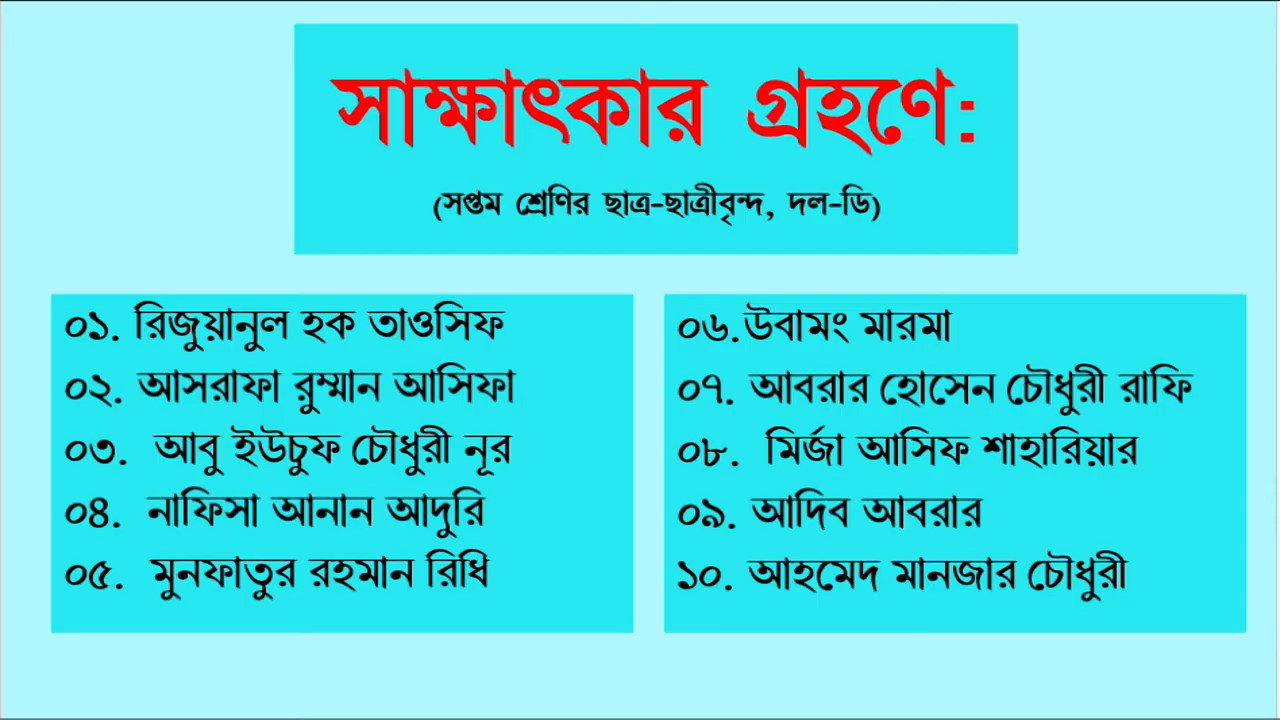 সাক্ষাৎকার গ্রহণে:
(সপ্তম শ্রেণির ছাত্র-ছাত্রীবৃন্দ, দল-ডি)
০১. রিজুয়ানুল হক তাওসিফ
০২. আসরাফা রুম্মান আসিফা
০৩. আবু ইউচুফ চৌধুরী নূর
০৪. নাফিসা আনান আদুরি
০৫. মুনফাতুর রহমান রিধি
০৬.উবামং মারমা
০৭. আবরার হোসেন চৌধুরী রাফি
০৮. মির্জা আসিফ শাহারিয়ার
০৯. আদিব আবরার
১০. আহমেদ মানজার চৌধুরী